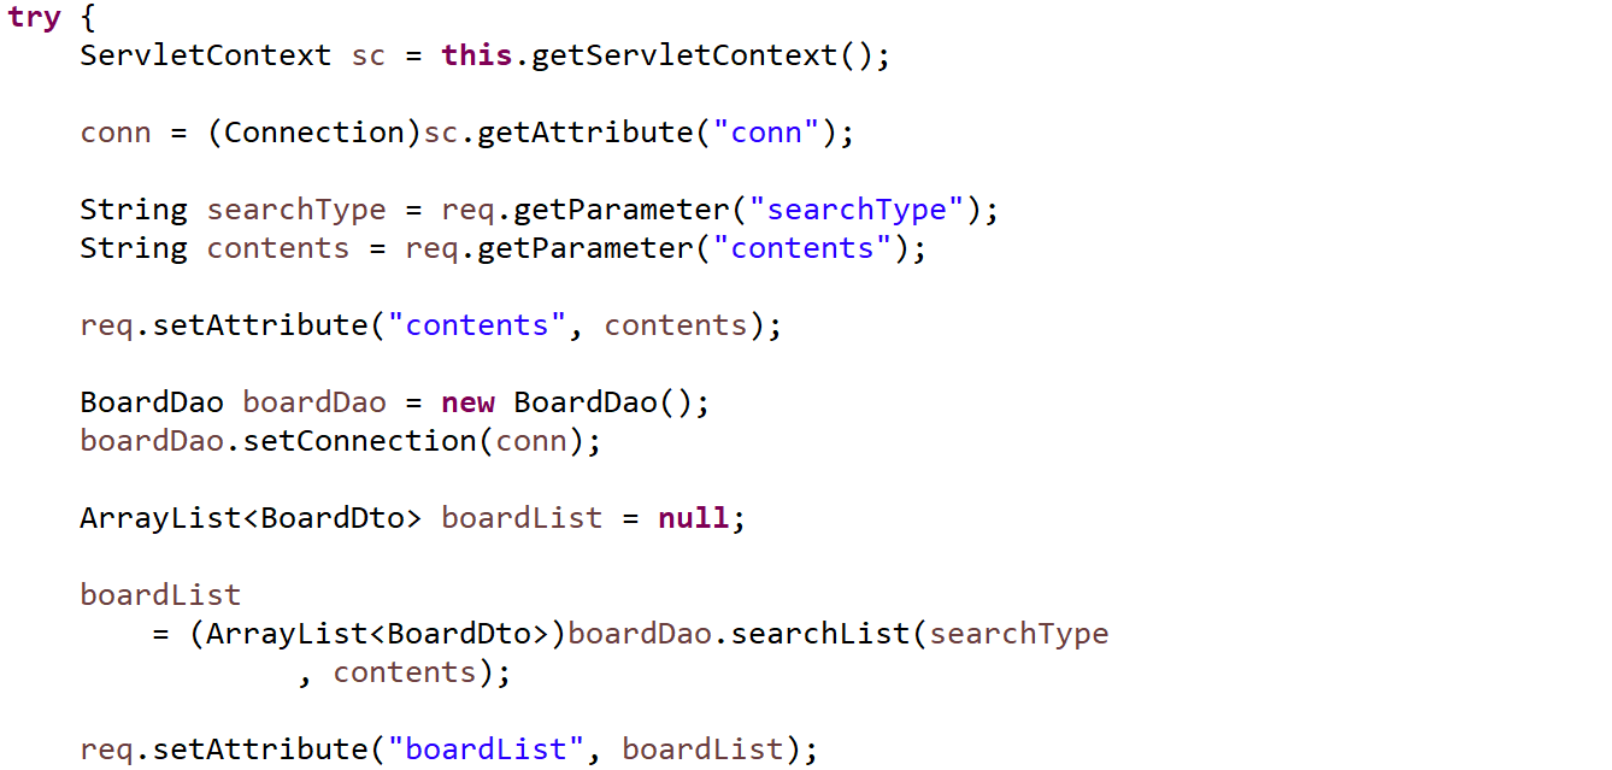 try {
    ServletContext sc = this.getServletContext();
    conn = (Connection)sc.getAttribute("conn");
    String searchType = req.getParameter("searchType");
    String contents = req.getParameter("contents");
    req.setAttribute("contents", contents);
    BoardDao boardDao = new BoardDao();
    boardDao.setConnection(conn);
    ArrayList<BoardDto> boardList = null;
    boardList
        = (ArrayList<BoardDto>)boardDao.searchList(searchType
                , contents);
    req.setAttribute("boardList", boardList);